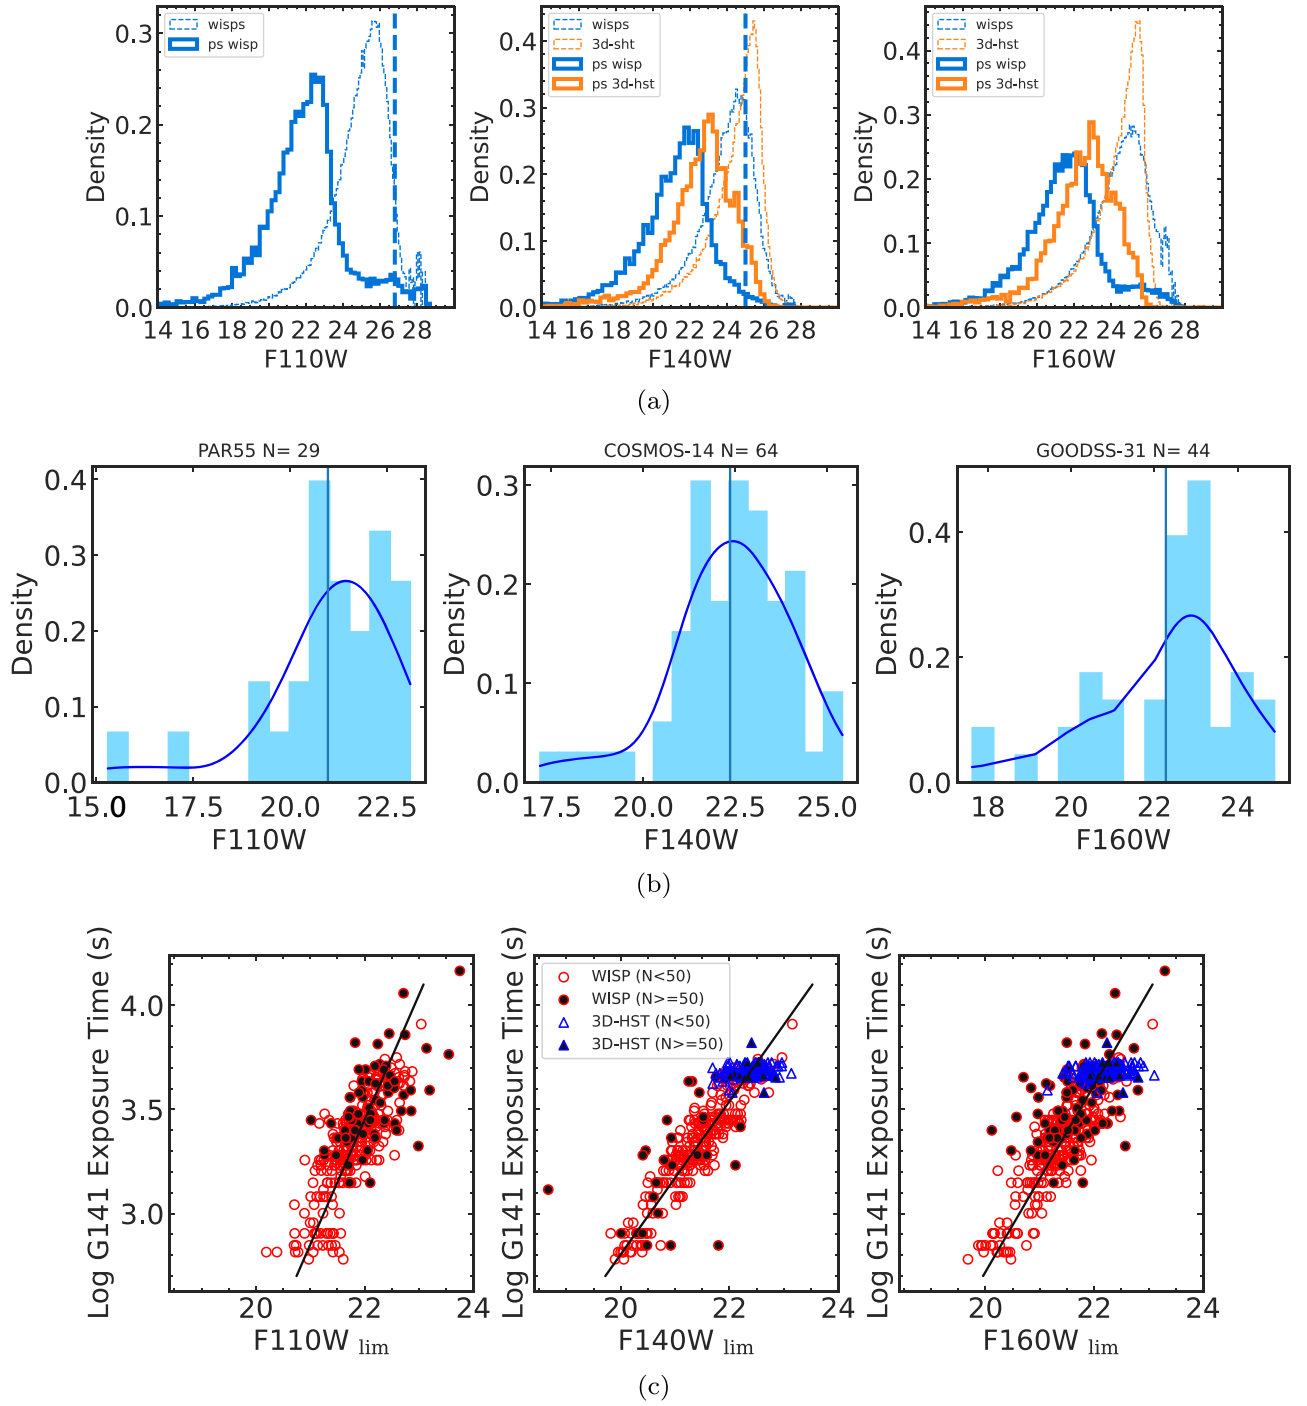 wisps
ps wisp
0.3
0.2
0.1
0.0
Density
14 16 18 20 22 24 26 28
F110W
wisps
3d-sht
ps wisp
ps 3d-hst
0.4
0.3
0.2
0.1
0.0
Density
14 16 18 20 22 24 26 28
F140W
wisps
3d-hst
ps wisp
ps 3d-hst
0.4
0.2
0.0
Density
14 16 18 20 22 24 26 28
F160W
(a)
PAR55 N= 29
0.4
0.3
0.2
0.1
0.0
Density
15.0 17.5 20.0 22.5
F110W
COSMOS-14 N= 64
0.3
0.2
0.1
0.0
Density
17.5 20.0 22.5 25.0
F140W
GOODSS-31 N= 44
0.4
0.2
0.0
Density
18 20 22 24
F160W
(b)
Log G141 Exposure Time (s)
4.0
3.5
3.0
20 22 24
F110W lim
Log G141 Exposure Time (s)
WISP (N<50)
WISP (N>=50)
3D-HST (N<50)
3D-HST (N>=50)
20 22 24
F140W lim
Log G141 Exposure Time (s)
20 22 24
F160W lim
(c)